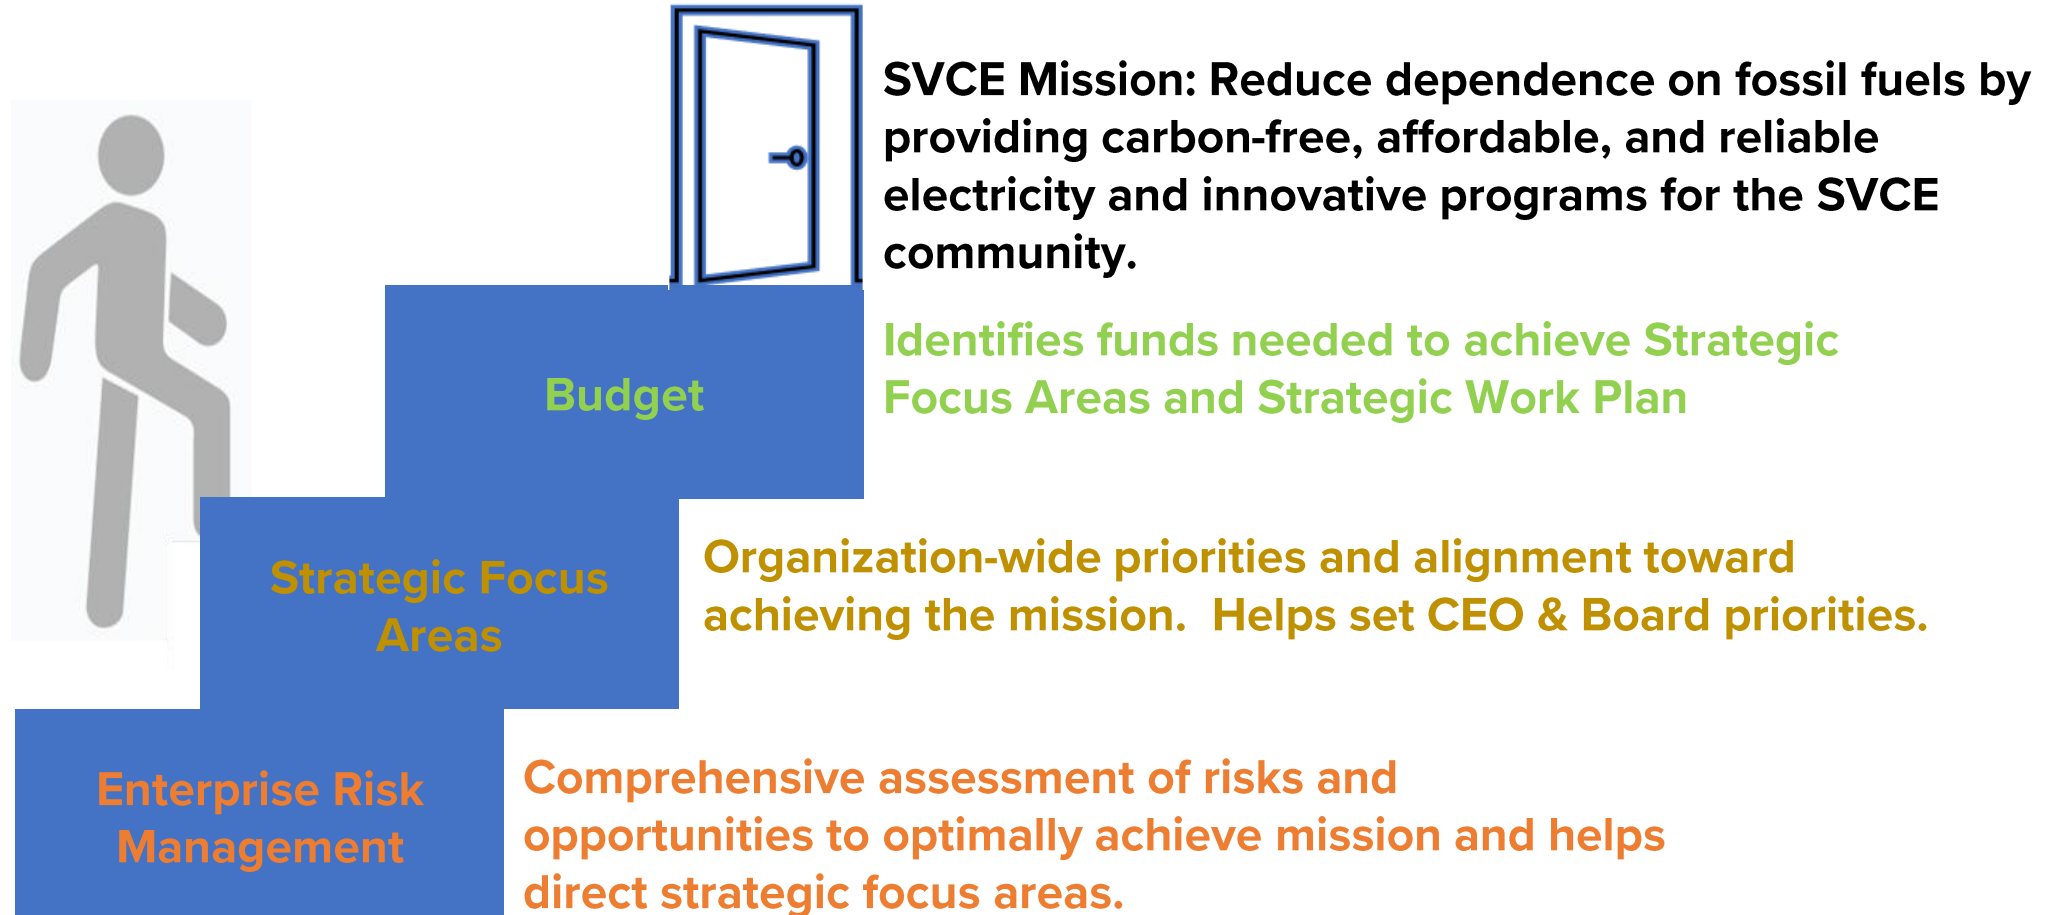 SVCE Mission: Reduce dependence on fossil fuels by
providing carbon-free, affordable, and reliable
electricity and innovative programs for the SVCE
community.
Budget
Identifies funds needed to achieve Strategic
Focus Areas and Strategic Work Plan
Strategic Focus
Areas
Organization-wide priorities and alignment toward
achieving the mission.  Helps set CEO & Board priorities.
Enterprise Risk
Management
Comprehensive assessment of risks and
opportunities to optimally achieve mission and helps
direct strategic focus areas.